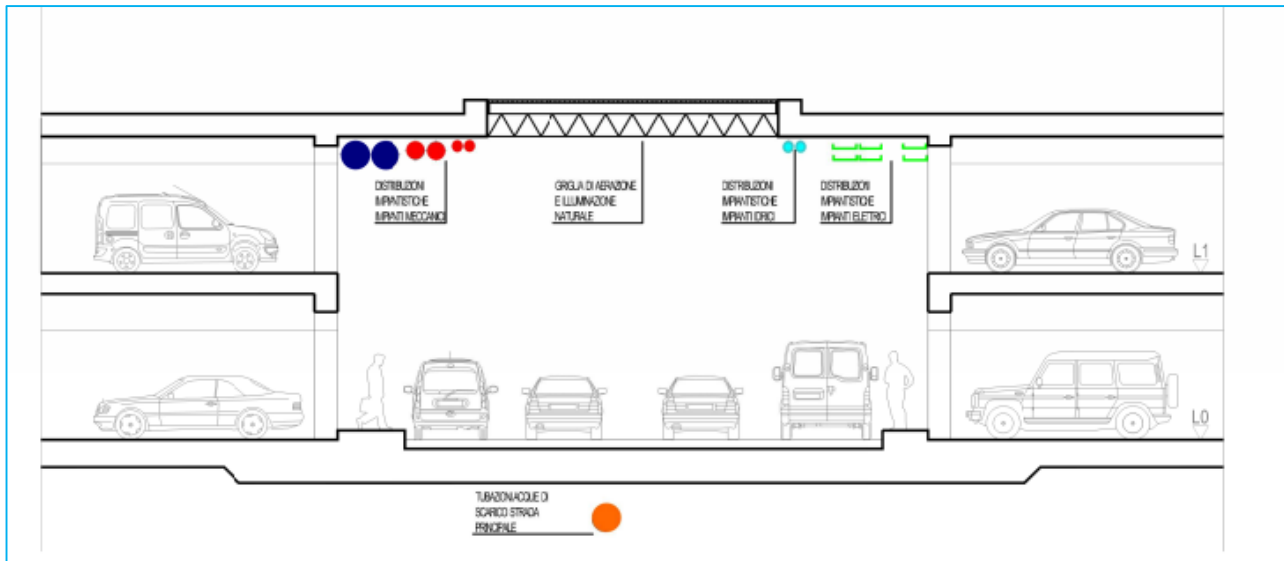 DISTRIBUZIONI
IMPIANTISTICHE
IMPIANTI MECCANICI
GRIGLIA DI AERAZIONE
E ILLUMINAZIONE
NATURALE
DISTRIBUZIONI
IMPIANTISTICHE
IMPIANTI IDRICI
DISTRIBUZIONI
IMPIANTISTICHE
IMPIANTI ELETTRICI
L1
L0
TUBAZIONI ACQUE DI
SCARICO STRADA
PRINCIPALE